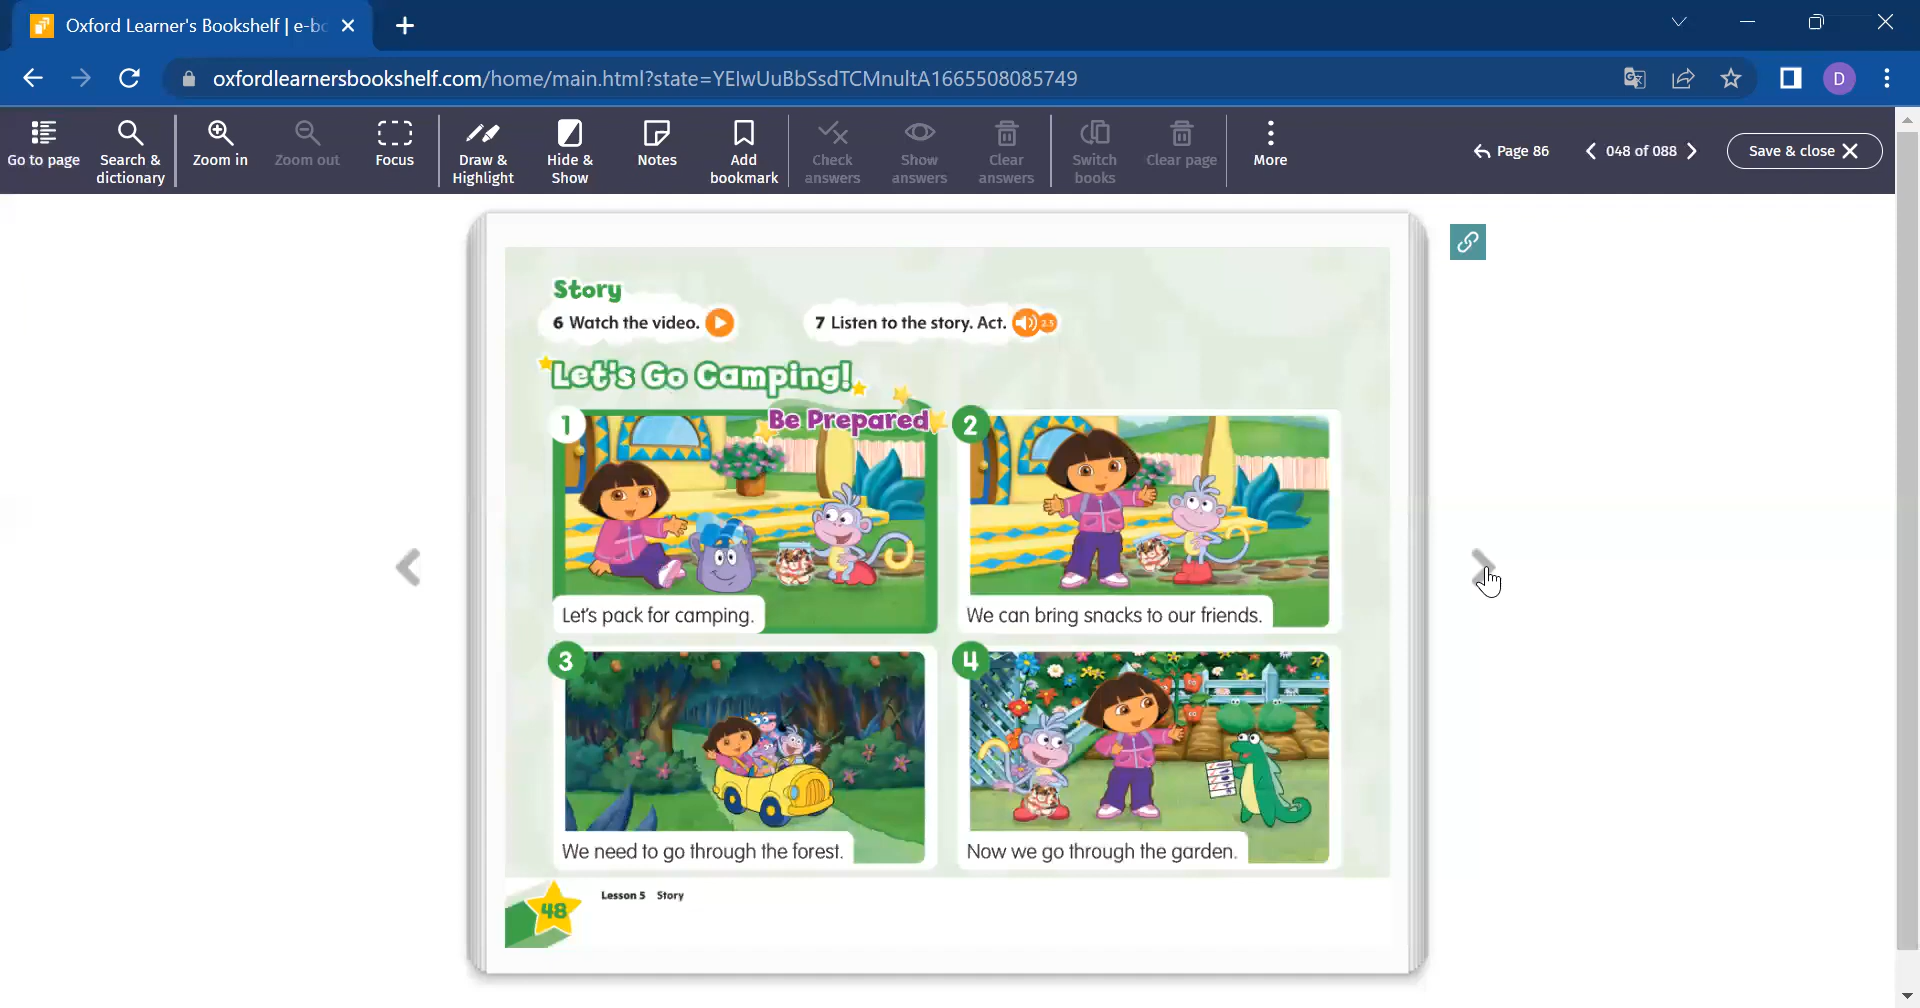 Oxford Learner's Bookshelf | e-bo
oxfordlearnersbookshelf.com/home/main.html?state=YEIwUuBbSsdTCMnultA1665508085749
D
Go to page
Search &
dictionary
Zoom in
Zoom out
Focus
Draw &
Highlight
Hide &
Show
Notes
Add
bookmark
Check
answers
Show
answers
Clear
answers
Switch
books
Clear page
More
Page 86
048 of 088
Save & close
Story
6 Watch the video.
7 Listen to the story. Act.
2.5
Let's Go Camping!
Be Prepared
1
Let's pack for camping.
2
We can bring snacks to our friends.
3
We need to go through the forest.
4
Now we go through the garden.
48
Lesson 5 Story